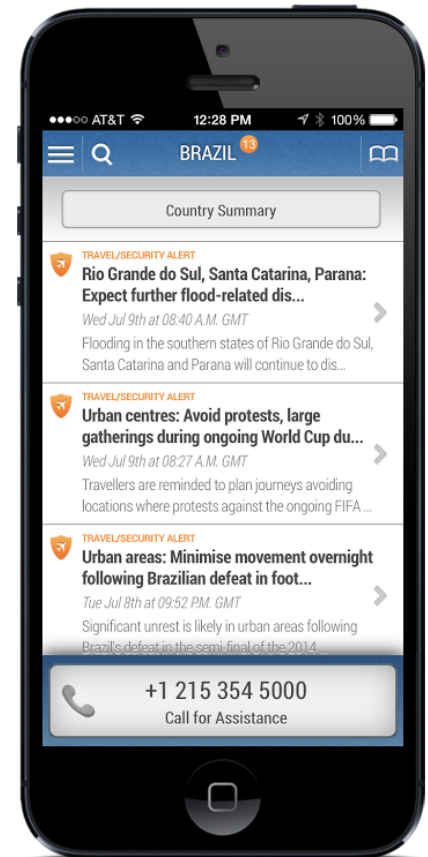 AT&T 12:28 PM 100%
BRAZIL 13
Country Summary
TRAVEL/SECURITY ALERT
Rio Grande do Sul, Santa Catarina, Parana:
Expect further flood-related dis...
Wed Jul 9th at 08:40 A.M. GMT
Flooding in the southern states of Rio Grande do Sul,
Santa Catarina and Parana will continue to dis...
TRAVEL/SECURITY ALERT
Urban centres: Avoid protests, large
gatherings during ongoing World Cup du...
Wed Jul 9th at 08:27 A.M. GMT
Travellers are reminded to plan journeys avoiding
locations where protests against the ongoing FIFA ...
TRAVEL/SECURITY ALERT
Urban areas: Minimise movement overnight
following Brazilian defeat in foot...
Tue Jul 8th at 09:52 P.M. GMT
Significant unrest is likely in urban areas following
Brazil's defeat in the semi-final of the 2014 ...
+1 215 354 5000
Call for Assistance